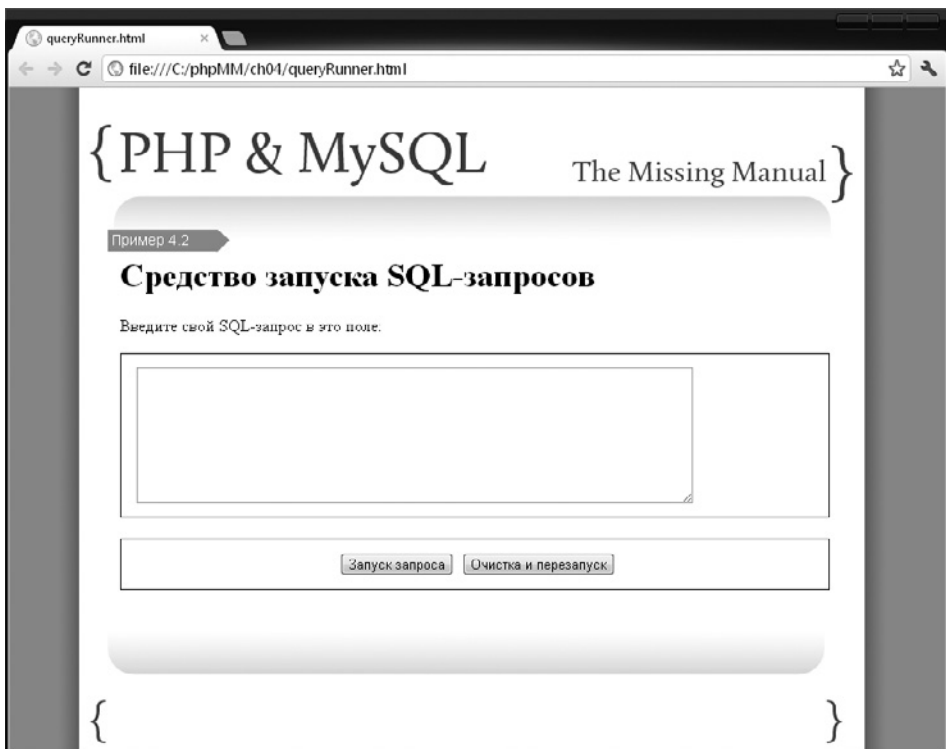 queryRunner.html
file:///C:/phpMM/ch04/queryRunner.html
{PHP & MySQL
The Missing Manual}
Пример 4.2
Средство запуска SQL-запросов
Введите свой SQL-запрос в это поле:
Запуск запроса Очистка и перезапуск
{ }